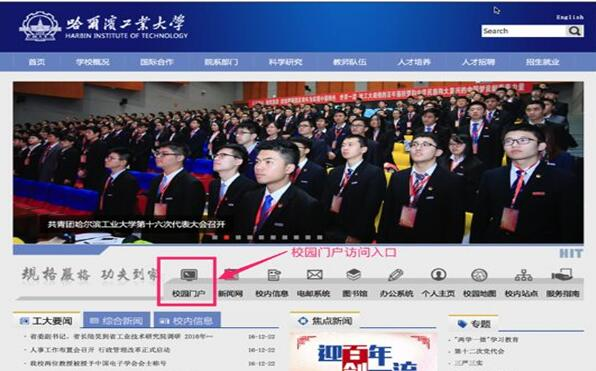 哈尔滨工业大学
HARBIN INSTITUTE OF TECHNOLOGY
English
Search
首页 学校概况 国际合作 院系部门 科学研究 教师队伍 人才培养 人才招聘 招生就业
共青团哈尔滨工业大学第十六次代表大会召开
校园门户访问入口
HIT
规格严格 功夫到家
校园门户 新闻网 校内信息 电邮系统 图书馆 办公系统 个人主页 校园地图 校内站点 服务指南
工大要闻 综合新闻 校内信息 焦点新闻 专题
省委副书记、省长陆昊到省工业技术研究院调研 2016年-- 16-12-22
人事工作布置会召开 行政管理改革正式启动 16-12-22
我校两位教授被授予中国电子学会会士称号 16-12-22
迎百年
创一流
“两学一做”学习教育
第十二次党代会
三严三实